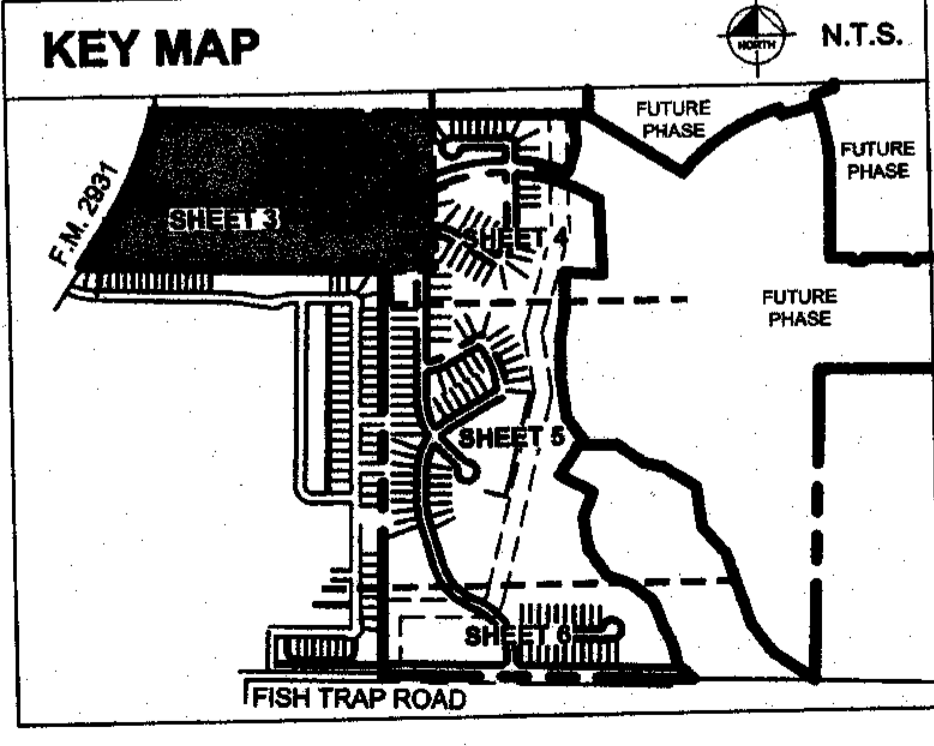 KEY MAP
NORTH
N.T.S.
FUTURE
PHASE
FUTURE
PHASE
F.M. 2931
SHEET 3
SHEET 4
FUTURE
PHASE
SHEET 5
SHEET 6
FISH TRAP ROAD